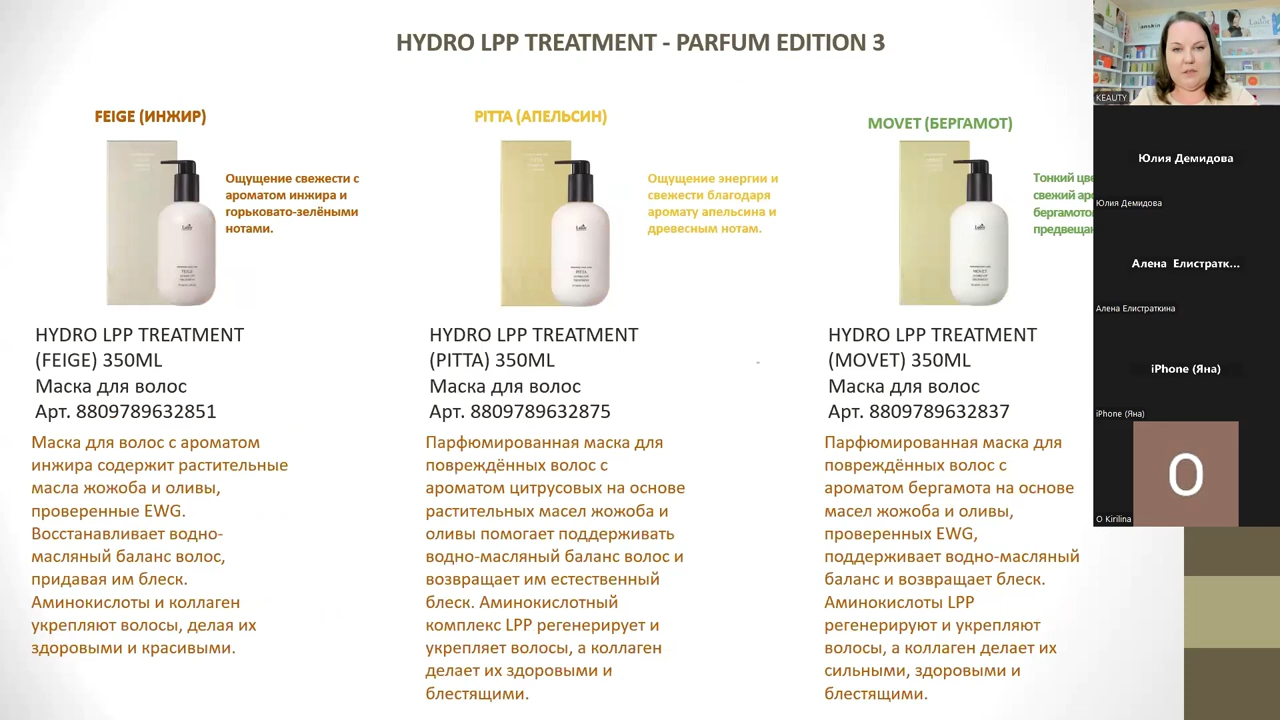 HYDRO LPP TREATMENT - PARFUM EDITION 3
FEIGE (ИНЖИР)
Ощущение свежести с
ароматом инжира и
горьковато-зелёными
нотами.
HYDRO LPP TREATMENT
(FEIGE) 350ML
Маска для волос
Арт. 8809789632851
Маска для волос с ароматом
инжира содержит растительные
масла жожоба и оливы,
проверенные EWG.
Восстанавливает водно-
масляный баланс волос,
придавая им блеск.
Аминокислоты и коллаген
укрепляют волосы, делая их
здоровыми и красивыми.
PITTA (АПЕЛЬСИН)
Ощущение энергии и
свежести благодаря
аромату апельсина и
древесным нотам.
HYDRO LPP TREATMENT
(PITTA) 350ML
Маска для волос
Арт. 8809789632875
Парфюмированная маска для
повреждённых волос с
ароматом цитрусовых на основе
растительных масел жожоба и
оливы помогает поддерживать
водно-масляный баланс волос и
возвращает им естественный
блеск. Аминокислотный
комплекс LPP регенерирует и
укрепляет волосы, а коллаген
делает их здоровыми и
блестящими.
MOVET (БЕРГАМОТ)
Тонкий
свежий
HYDRO LPP TREATMENT
(MOVET) 350ML
Маска для волос
Арт. 8809789632837
Парфюмированная маска для
повреждённых волос с
ароматом бергамота на основе
масел жожоба и оливы,
проверенных EWG,
поддерживает водно-масляный
баланс и возвращает блеск.
Аминокислоты LPP
регенерируют и укрепляют
волосы, а коллаген делает их
сильными, здоровыми и
блестящими.
KEAUTY
Юлия Демидова
Юлия Демидова
Алена Елистратк...
Алена Елистраткина
iPhone (Яна)
iPhone (Яна)
O
O Kirilina